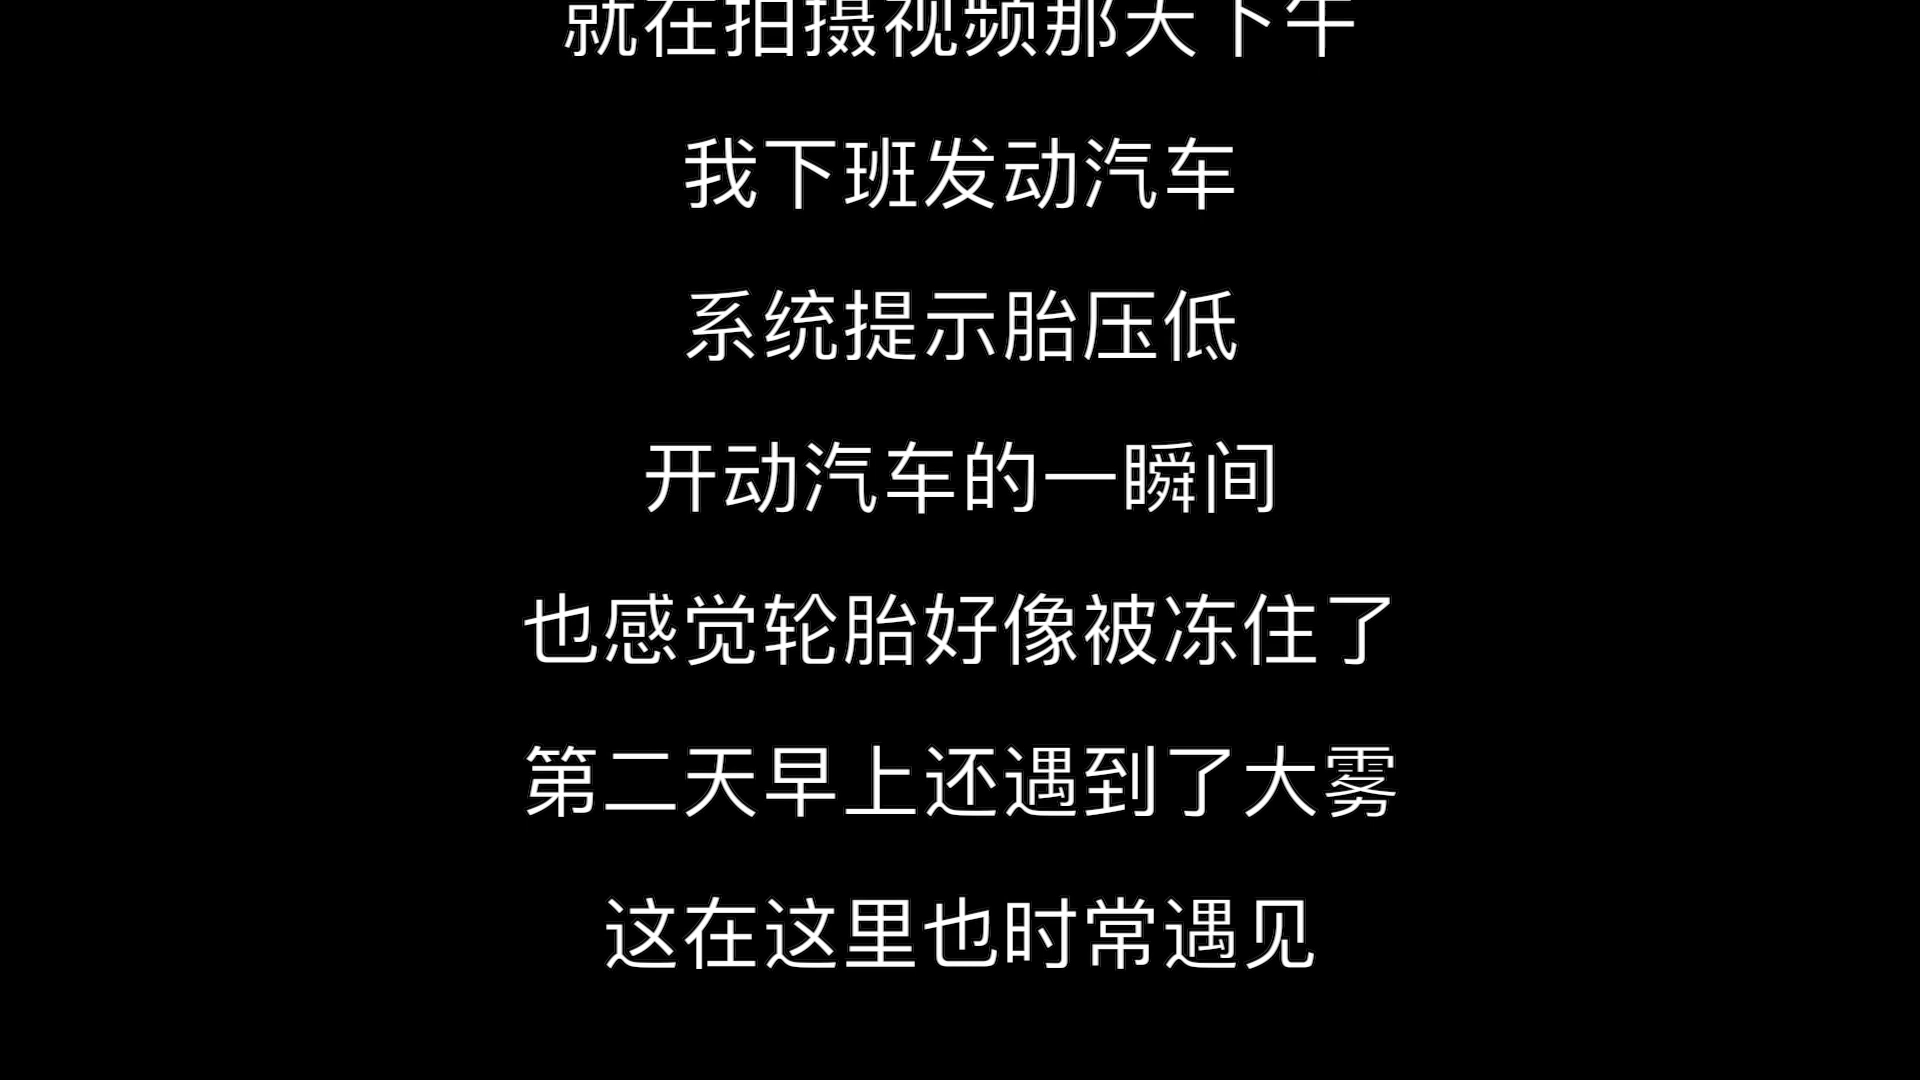 就在拍摄视频那天下午
我下班发动汽车
系统提示胎压低
开动汽车的一瞬间
也感觉轮胎好像被冻住了
第二天早上还遇到了大雾
这在这里也时常遇见